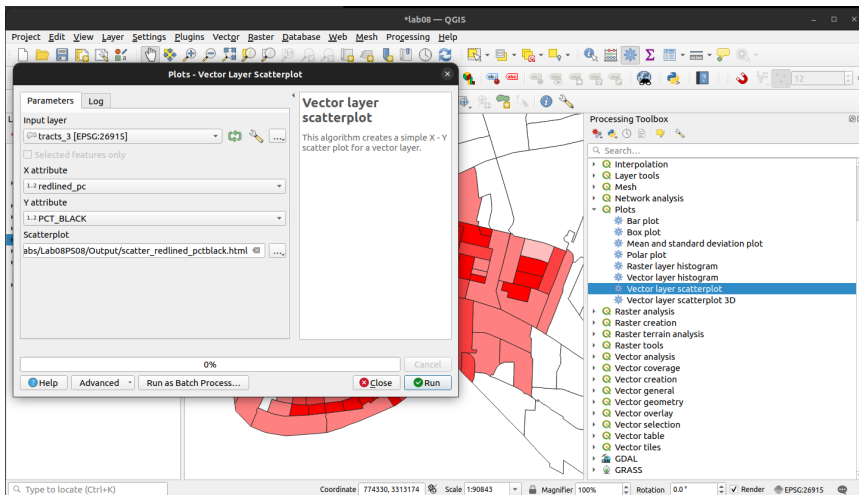 *lab08 — QGIS
Project Edit View Layer Settings Plugins Vector Raster Database Web Mesh Processing Help
12
Plots - Vector Layer Scatterplot
Parameters Log
Input layer
tracts_3 [EPSG:26915]
Selected features only
X attribute
1.2 redlined_pc
Y attribute
1.2 PCT_BLACK
Scatterplot
abs/Lab08PS08/Output/scatter_redlined_pctblack.html
Vector layer
scatterplot
This algorithm creates a simple X - Y
scatter plot for a vector layer.
0%
Cancel
Help Advanced Run as Batch Process... Close Run
Processing Toolbox
Search...
Interpolation
Layer tools
Mesh
Network analysis
Plots
Bar plot
Box plot
Mean and standard deviation plot
Polar plot
Raster layer histogram
Vector layer histogram
Vector layer scatterplot
Vector layer scatterplot 3D
Raster analysis
Raster creation
Raster terrain analysis
Raster tools
Vector analysis
Vector coverage
Vector creation
Vector general
Vector geometry
Vector overlay
Vector selection
Vector table
Vector tiles
GDAL
GRASS
Type to locate (Ctrl+K) Coordinate 774330, 3313174 Scale 1:90843 Magnifier 100% Rotation 0.0° Render EPSG:26915